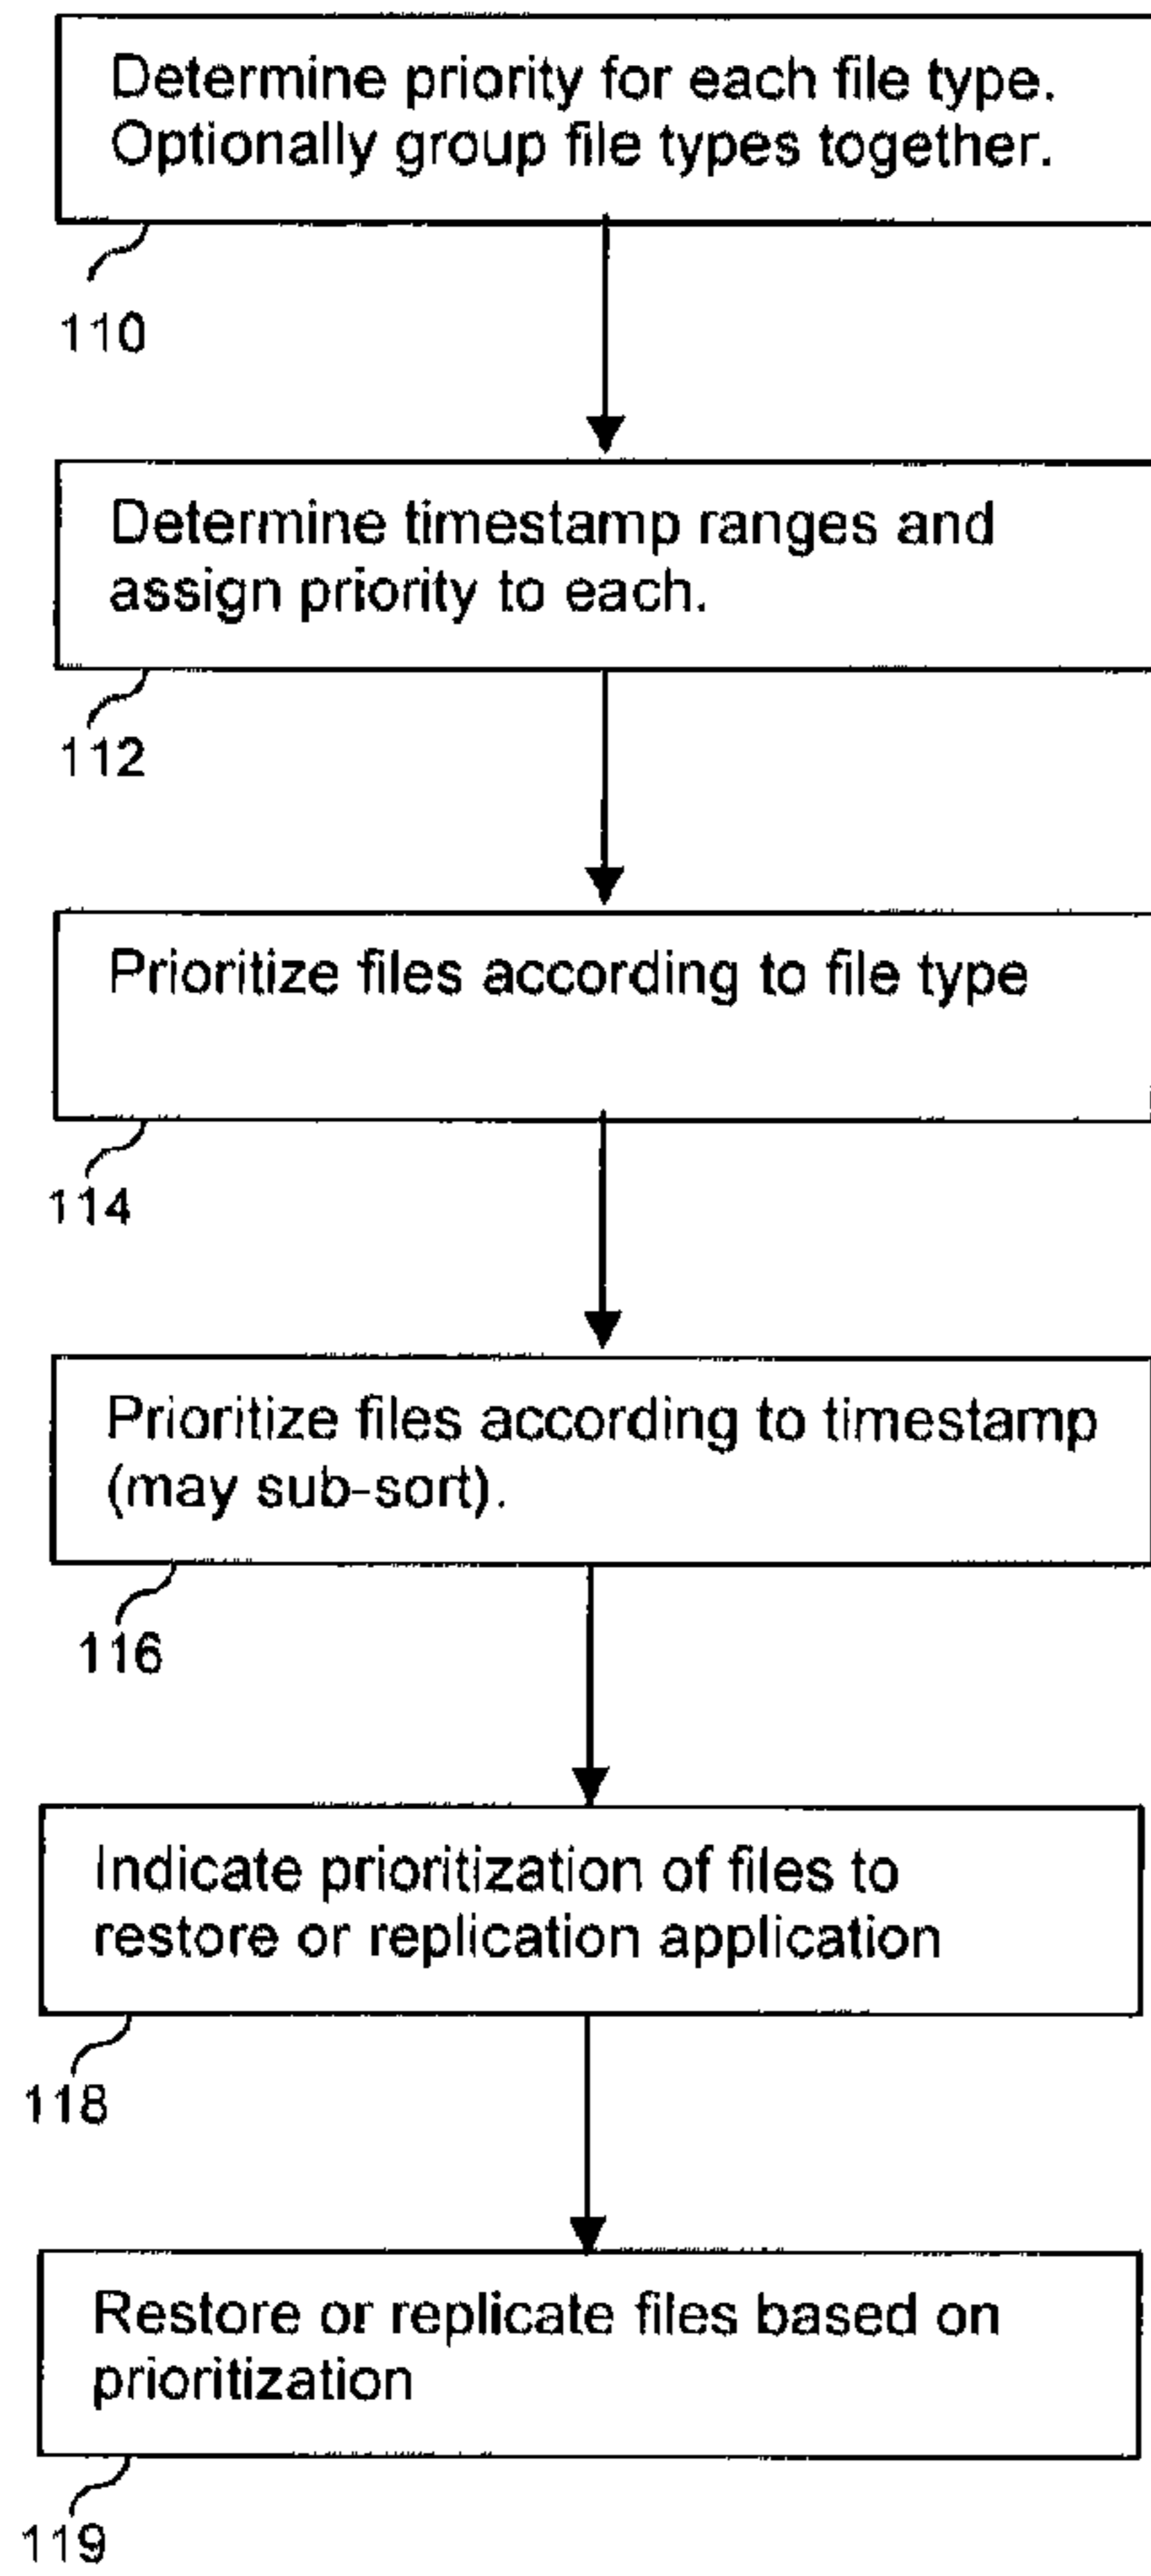 Determine priority for each file type.
Optionally group file types together.
110
Determine timestamp ranges and
assign priority to each.
112
Prioritize files according to file type
114
Prioritize files according to timestamp
(may sub-sort).
116
Indicate prioritization of files to
restore or replication application
118
Restore or replicate files based on
prioritization
119